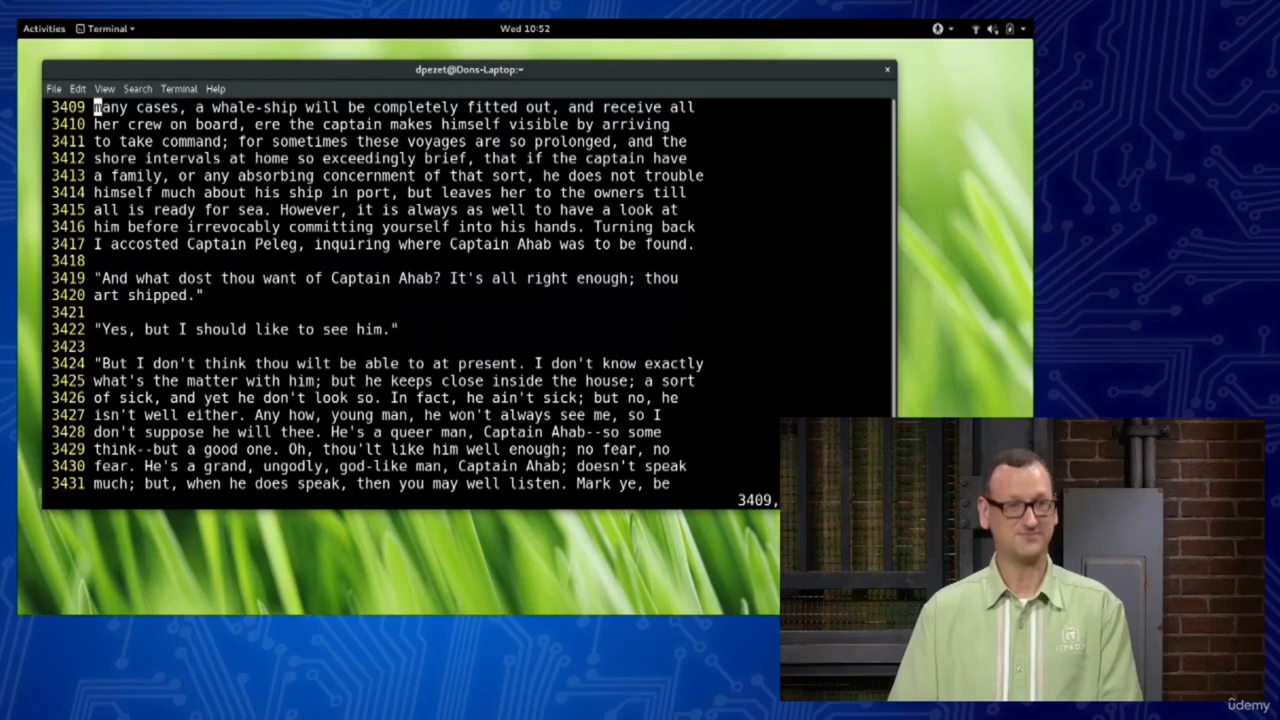 Activities Terminal Wed 10:52
dpezet@Dons-Laptop:~ ×
File Edit View Search Terminal Help
3409 many cases, a whale-ship will be completely fitted out, and receive all
3410 her crew on board, ere the captain makes himself visible by arriving
3411 to take command; for sometimes these voyages are so prolonged, and the
3412 shore intervals at home so exceedingly brief, that if the captain have
3413 a family, or any absorbing concernment of that sort, he does not trouble
3414 himself much about his ship in port, but leaves her to the owners till
3415 all is ready for sea. However, it is always as well to have a look at
3416 him before irrevocably committing yourself into his hands. Turning back
3417 I accosted Captain Peleg, inquiring where Captain Ahab was to be found.
3418
3419 "And what dost thou want of Captain Ahab? It's all right enough; thou
3420 art shipped."
3421
3422 "Yes, but I should like to see him."
3423
3424 "But I don't think thou wilt be able to at present. I don't know exactly
3425 what's the matter with him; but he keeps close inside the house; a sort
3426 of sick, and yet he don't look so. In fact, he ain't sick; but no, he
3427 isn't well either. Any how, young man, he won't always see me, so I
3428 don't suppose he will thee. He's a queer man, Captain Ahab--so some
3429 think--but a good one. Oh, thou'lt like him well enough; no fear, no
3430 fear. He's a grand, ungodly, god-like man, Captain Ahab; doesn't speak
3431 much; but, when he does speak, then you may well listen. Mark ye, be
3409,
ITPRO
udemy